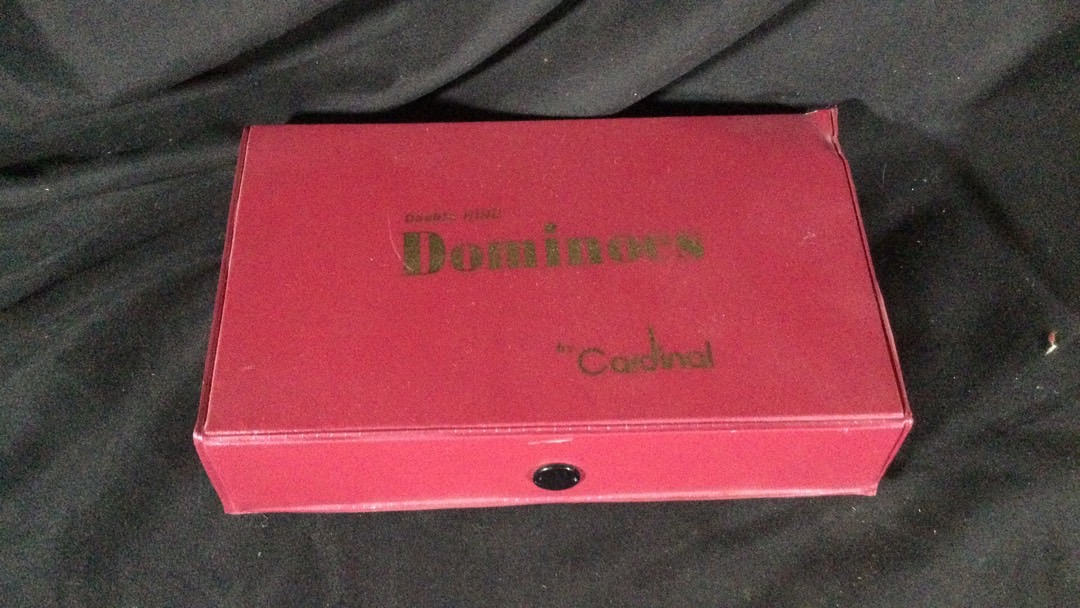 Double NINE
Dominoes
by Cardinal